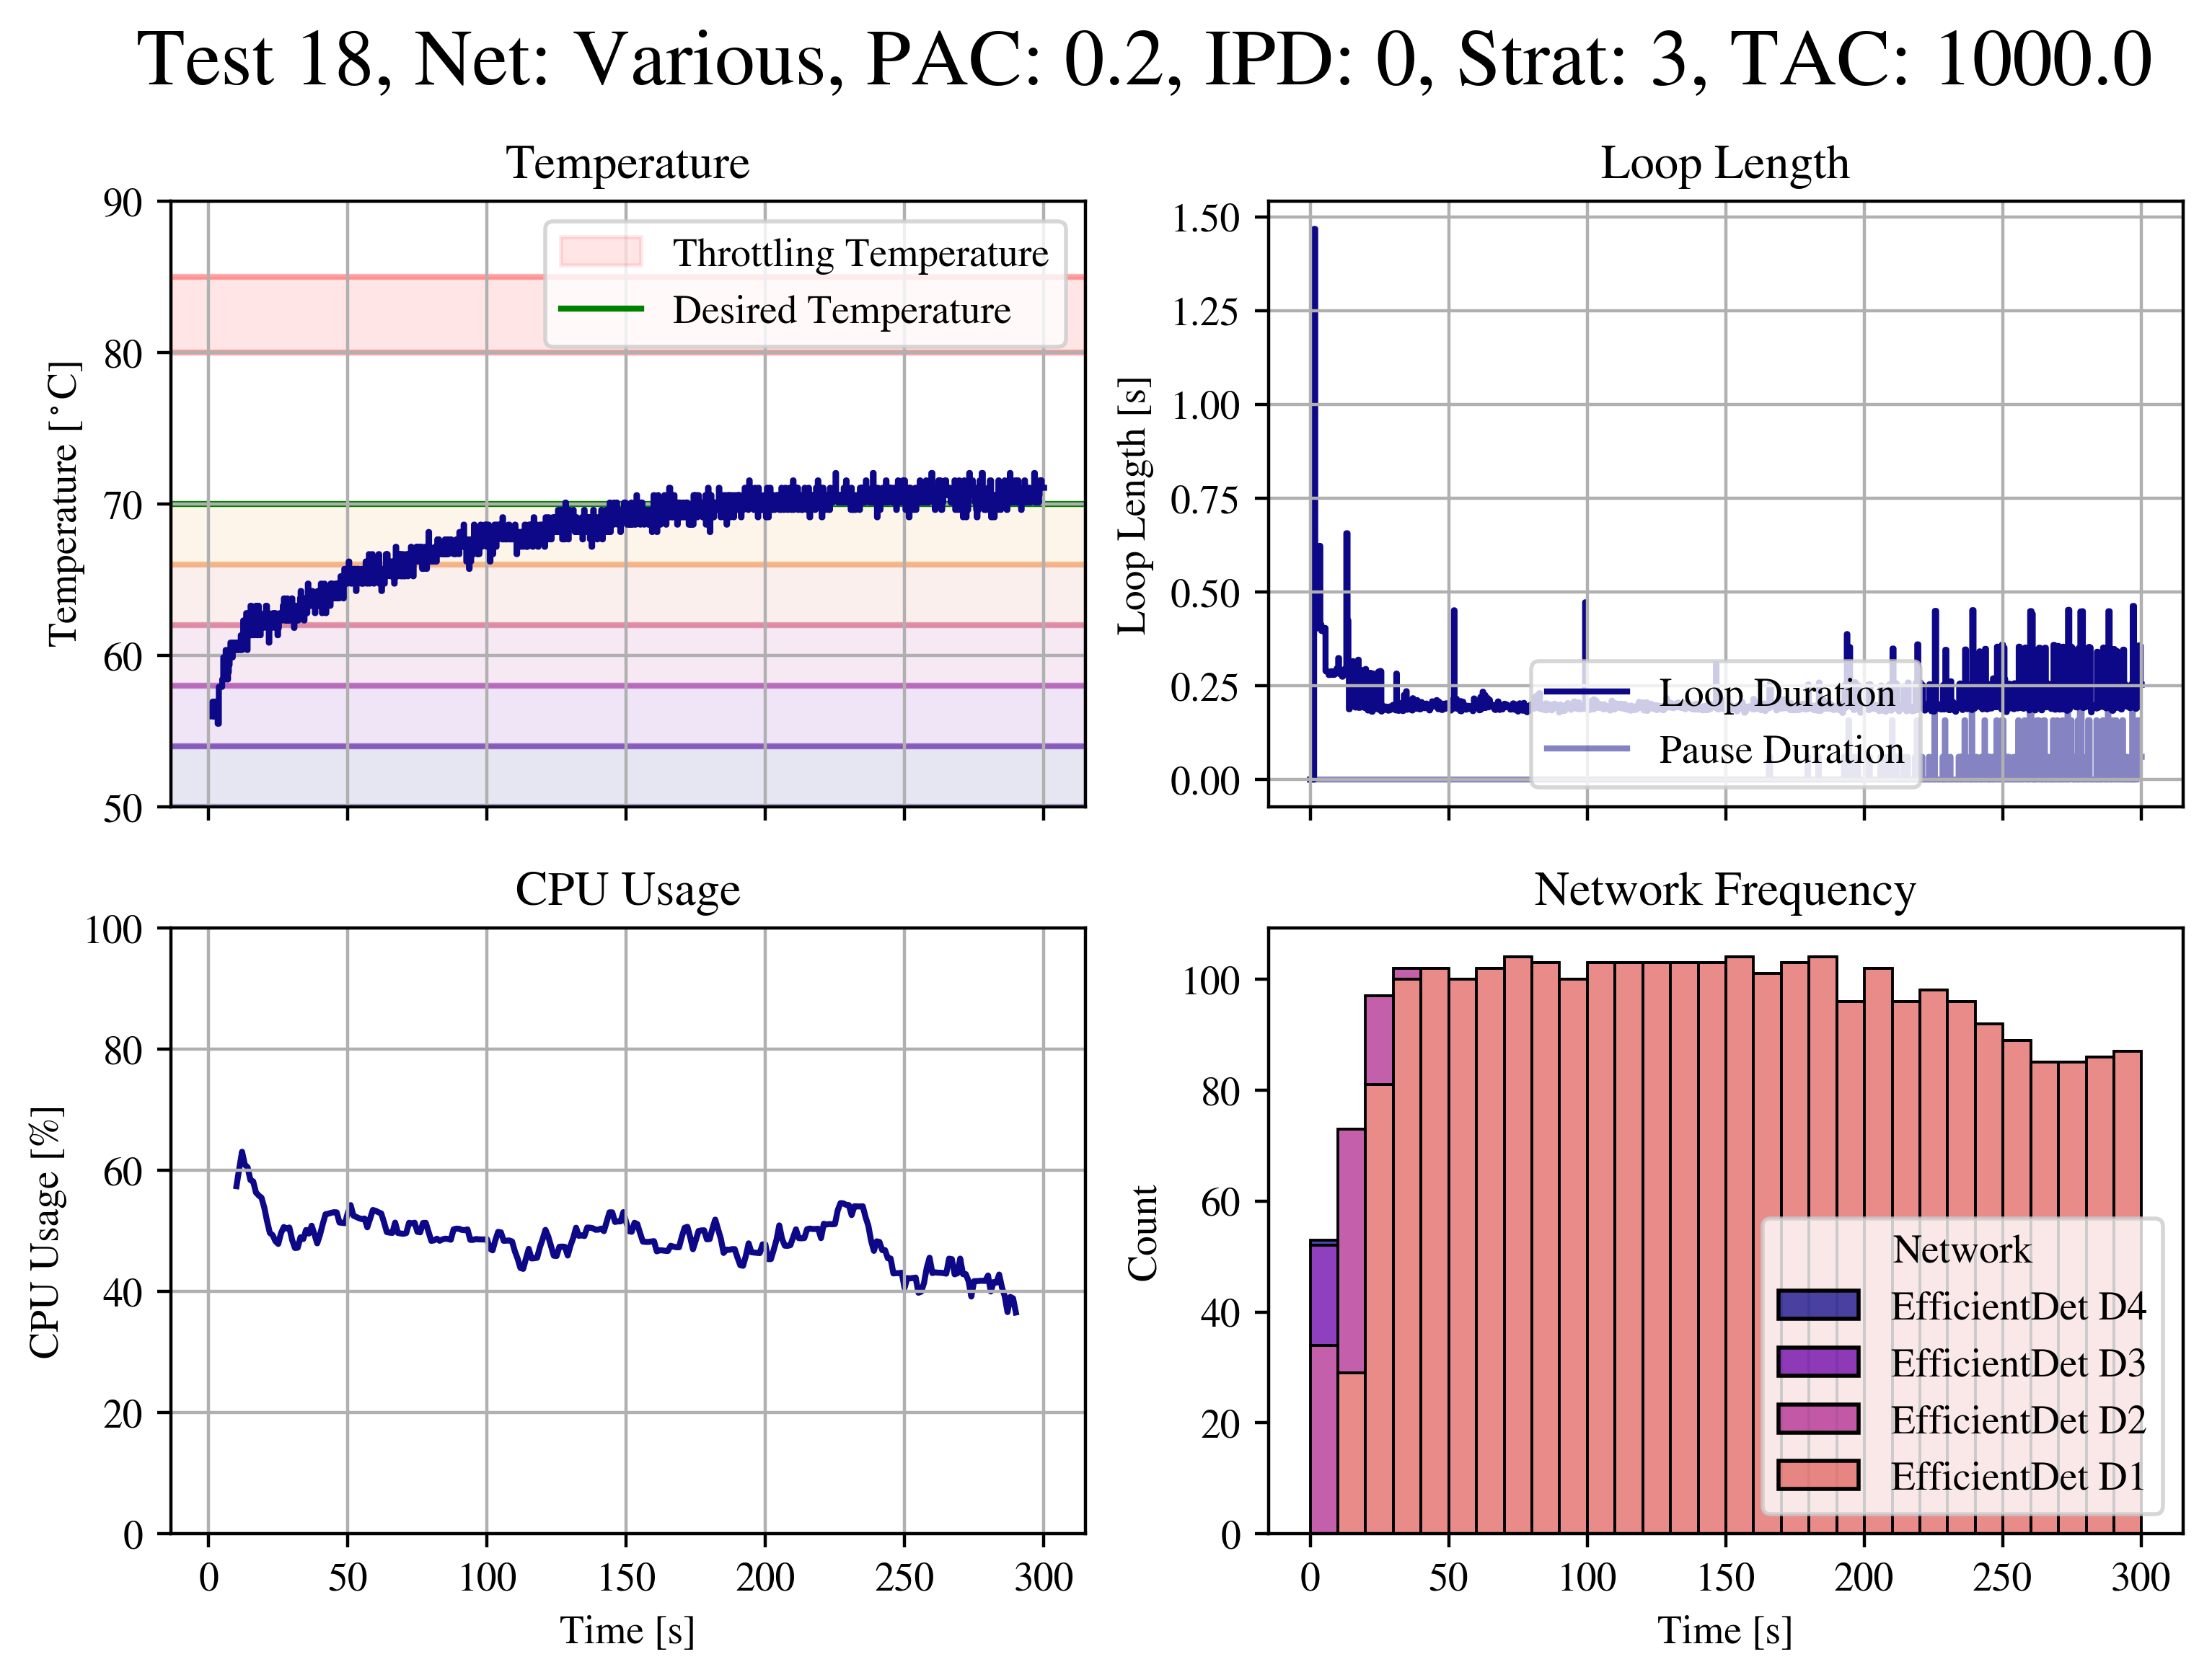 Test 18, Net: Various, PAC: 0.2, IPD: 0, Strat: 3, TAC: 1000.0
Temperature
90
80
70
60
50
Temperature [°C]
Throttling Temperature
Desired Temperature
Loop Length
1.50
1.25
1.00
0.75
0.50
0.25
0.00
Loop Length [s]
Loop Duration
Pause Duration
CPU Usage
100
80
60
40
20
0
CPU Usage [%]
0 50 100 150 200 250 300
Time [s]
Network Frequency
100
80
60
40
20
0
Count
Network
EfficientDet D4
EfficientDet D3
EfficientDet D2
EfficientDet D1
0 50 100 150 200 250 300
Time [s]